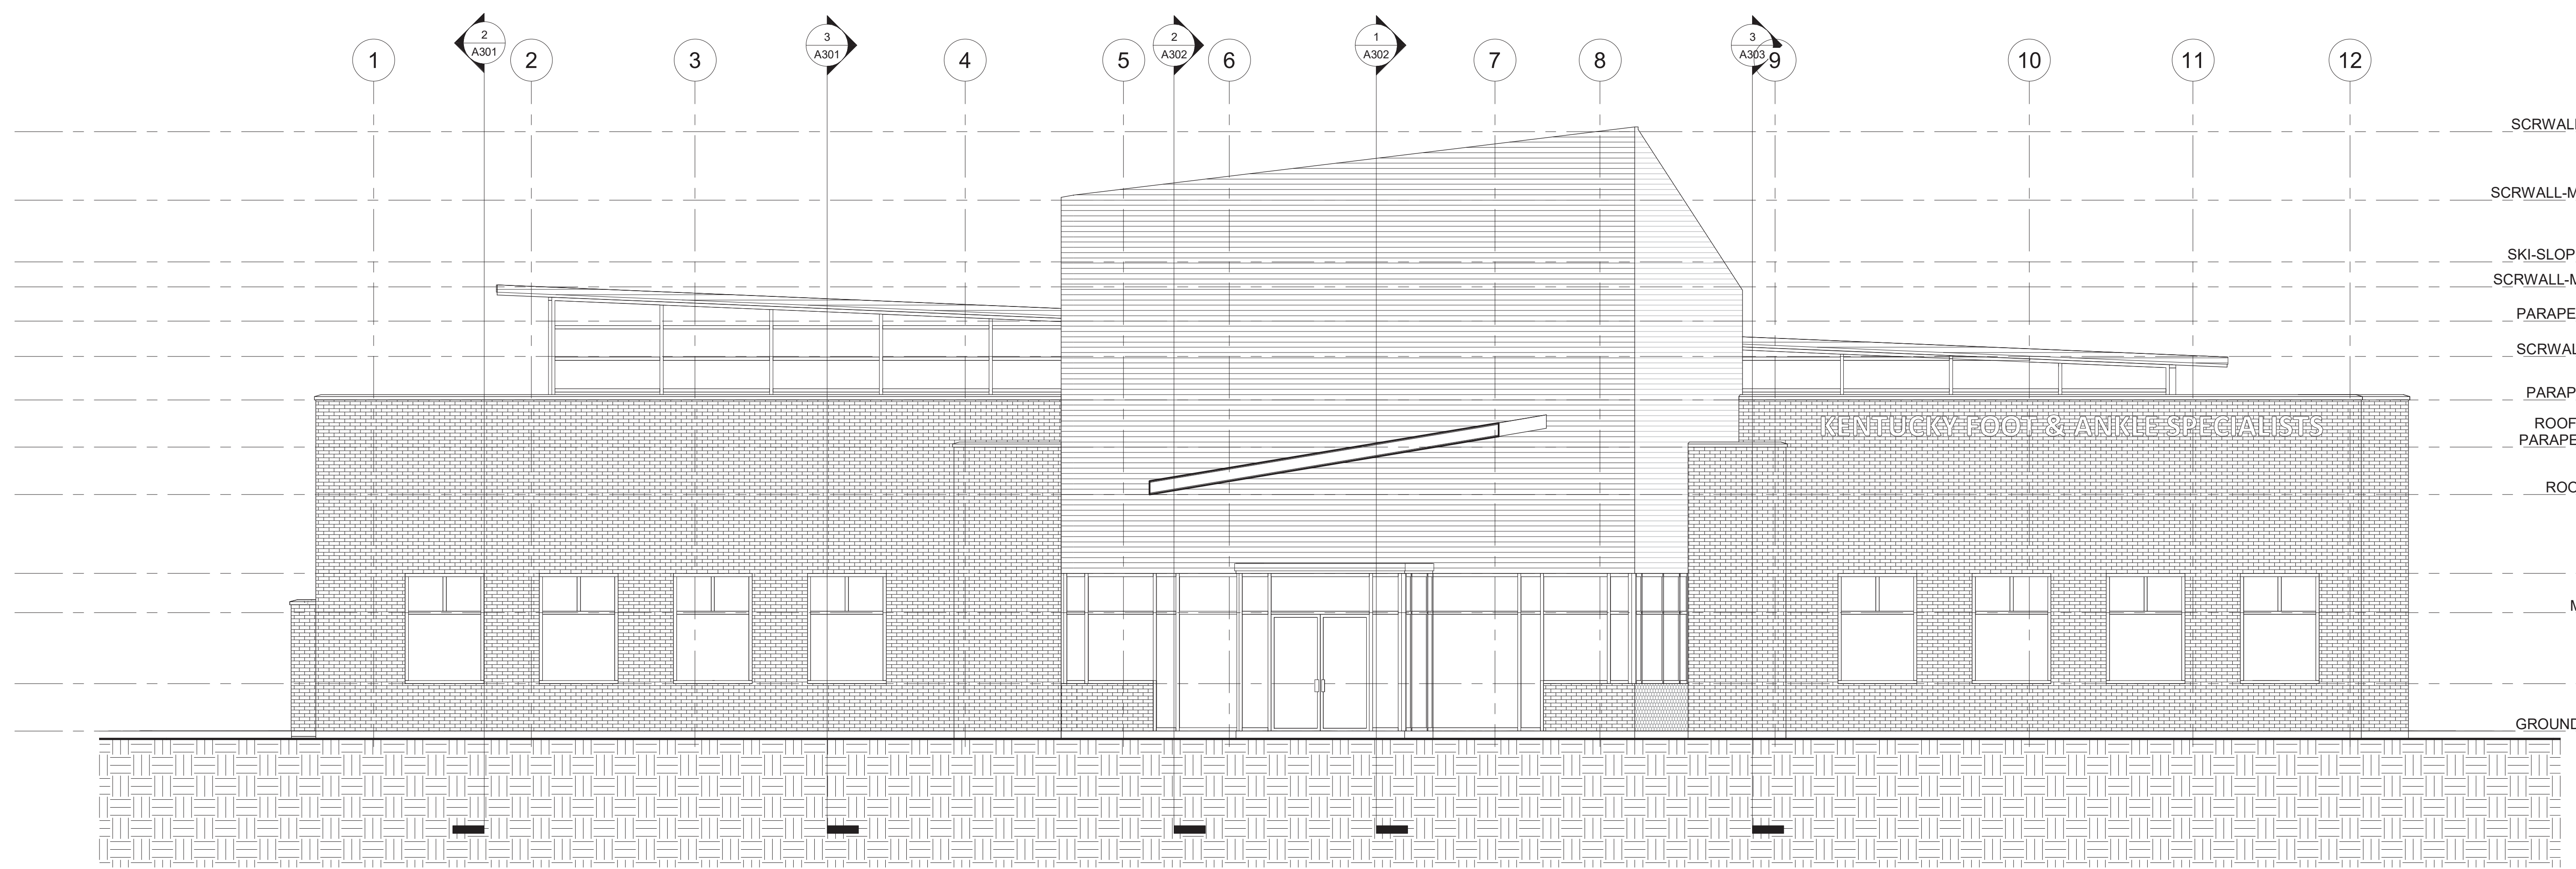 2
A301
3
A301
2
A302
1
A302
3
A303
1 2 3 4 5 6 7 8 9 10 11 12
SCRWALL
SCRWALL-M
SKI-SLOP
SCRWALL-M
PARAPE
SCRWAL
PARAP
KENTUCKY FOOT & ANKLE SPECIALISTS
ROOF
PARAPE
ROO
M
GROUND